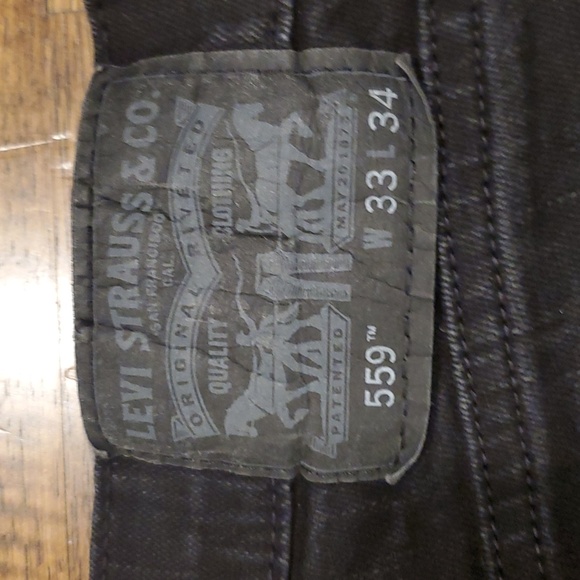 LEVI STRAUSS & CO.
SAN FRANCISCO
CAL.
ORIGINAL RIVETED
QUALITY CLOTHING
PATENTED MAY 20 1873
559™ W 33 L 34